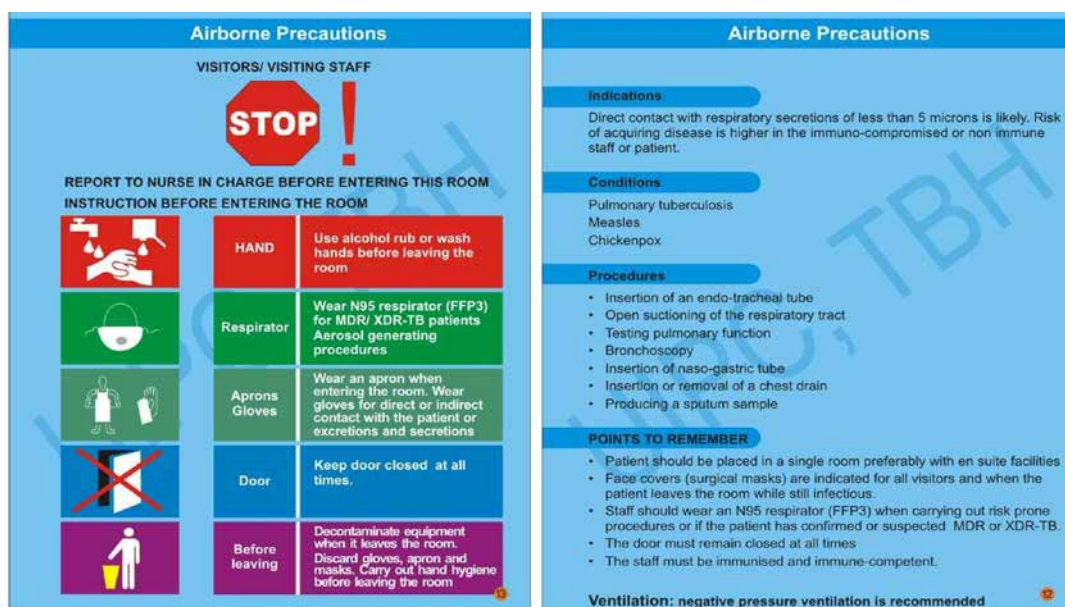 Airborne Precautions
VISITORS/ VISITING STAFF
STOP
!
REPORT TO NURSE IN CHARGE BEFORE ENTERING THIS ROOM
INSTRUCTION BEFORE ENTERING THE ROOM
HAND
Use alcohol rub or wash
hands before leaving the
room
Respirator
Wear N95 respirator (FFP3)
for MDR/ XDR-TB patients
Aerosol generating
procedures
Aprons
Gloves
Wear an apron when
entering the room. Wear
gloves for direct or indirect
contact with the patient or
excretions and secretions
Door
Keep door closed at all
times.
Before
leaving
Decontaminate equipment
when it leaves the room.
Discard gloves, apron and
masks. Carry out hand hygiene
before leaving the room
13
Airborne Precautions
Indications
Direct contact with respiratory secretions of less than 5 microns is likely. Risk
of acquiring disease is higher in the immuno-compromised or non immune
staff or patient.
Conditions
Pulmonary tuberculosis
Measles
Chickenpox
Procedures
• Insertion of an endo-tracheal tube
• Open suctioning of the respiratory tract
• Testing pulmonary function
• Bronchoscopy
• Insertion of naso-gastric tube
• Insertion or removal of a chest drain
• Producing a sputum sample
POINTS TO REMEMBER
• Patient should be placed in a single room preferably with en suite facilities
• Face covers (surgical masks) are indicated for all visitors and when the
patient leaves the room while still infectious.
• Staff should wear an N95 respirator (FFP3) when carrying out risk prone
procedures or if the patient has confirmed or suspected MDR or XDR-TB.
• The door must remain closed at all times
• The staff must be immunised and immune-competent.
Ventilation: negative pressure ventilation is recommended
12
UIPC, TBH
UIPC, TBH